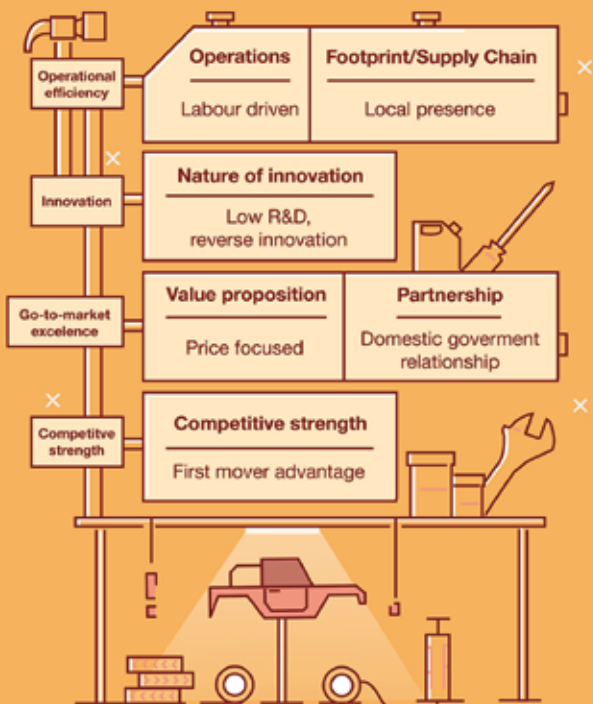 Operational
efficiency
Operations
Labour driven
Footprint/Supply Chain
Local presence
Innovation
Nature of innovation
Low R&D,
reverse innovation
Go-to-market
excelence
Value proposition
Price focused
Partnership
Domestic goverment
relationship
Competitve
strength
Competitive strength
First mover advantage